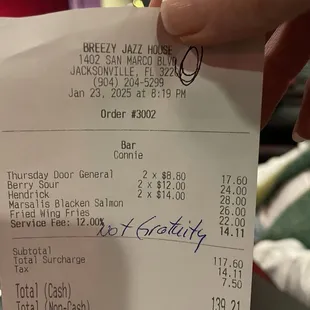 BREEZY JAZZ HOUSE
1402 SAN MARCO BLVD
JACKSONVILLE, FL
(904) 204-5299
Jan 23, 2025 at 8:19 PM
Order #3002
Bar
Connie
Thursday Door General 2 x $8.80 17.60
Berry Sour 2 x $12.00 24.00
Hendrick 2 x $14.00 28.00
Marsalis Blacken Salmon 26.00
Fried Wing Fries 22.00
Service Fee: 12.00% 14.11
Not Gratuity
Subtotal 117.60
Total Surcharge 14.11
Tax 7.50
Total (Cash) 139.21
Total (Non-Cash)